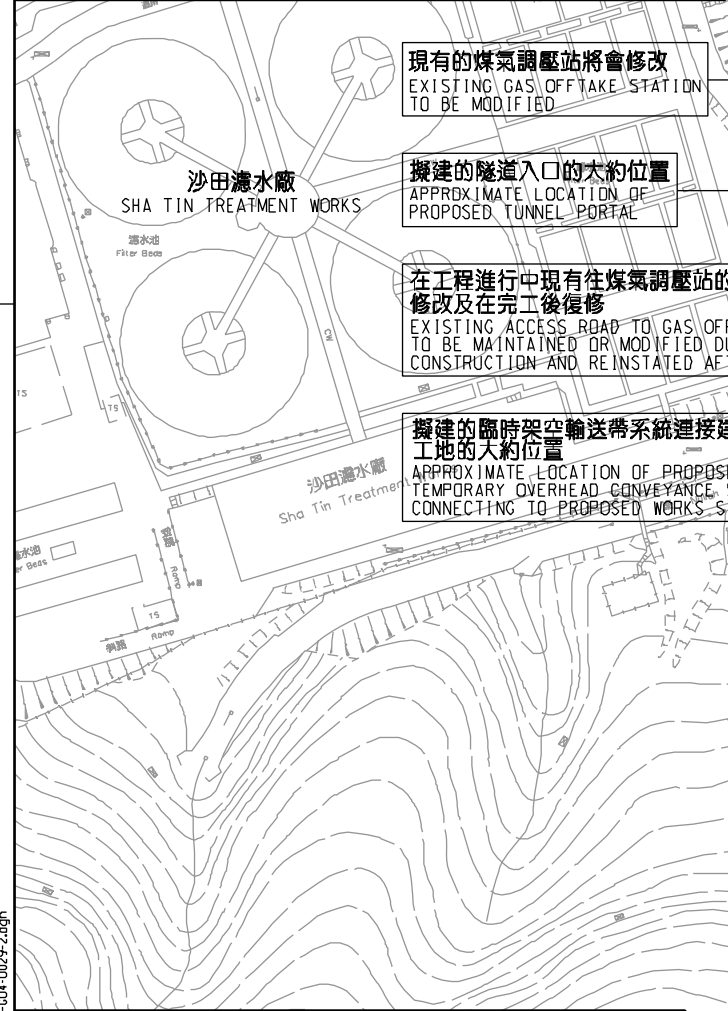 現有的煤氣調壓站將會修改
EXISTING GAS OFFTAKE STATION
TO BE MODIFIED
擬建的隧道入口的大約位置
APPROXIMATE LOCATION OF
PROPOSED TUNNEL PORTAL
沙田濾水廠
SHA TIN TREATMENT WORKS
濾水池
Filter Beds
在工程進行中現有往煤氣調壓站的
修改及在完工後復修
EXISTING ACCESS ROAD TO GAS OFF
TO BE MAINTAINED OR MODIFIED DU
CONSTRUCTION AND REINSTATED AFT
CW
TS
TS
擬建的臨時架空輸送帶系統連接建
工地的大約位置
APPROXIMATE LOCATION OF PROPOSE
TEMPORARY OVERHEAD CONVEYANCE S
CONNECTING TO PROPOSED WORKS S
沙田濾水廠
Sha Tin Treatment
斜路
Ramp
濾水池
er Beds
TS
斜路
Ramp
-G04-0029-2.dgn